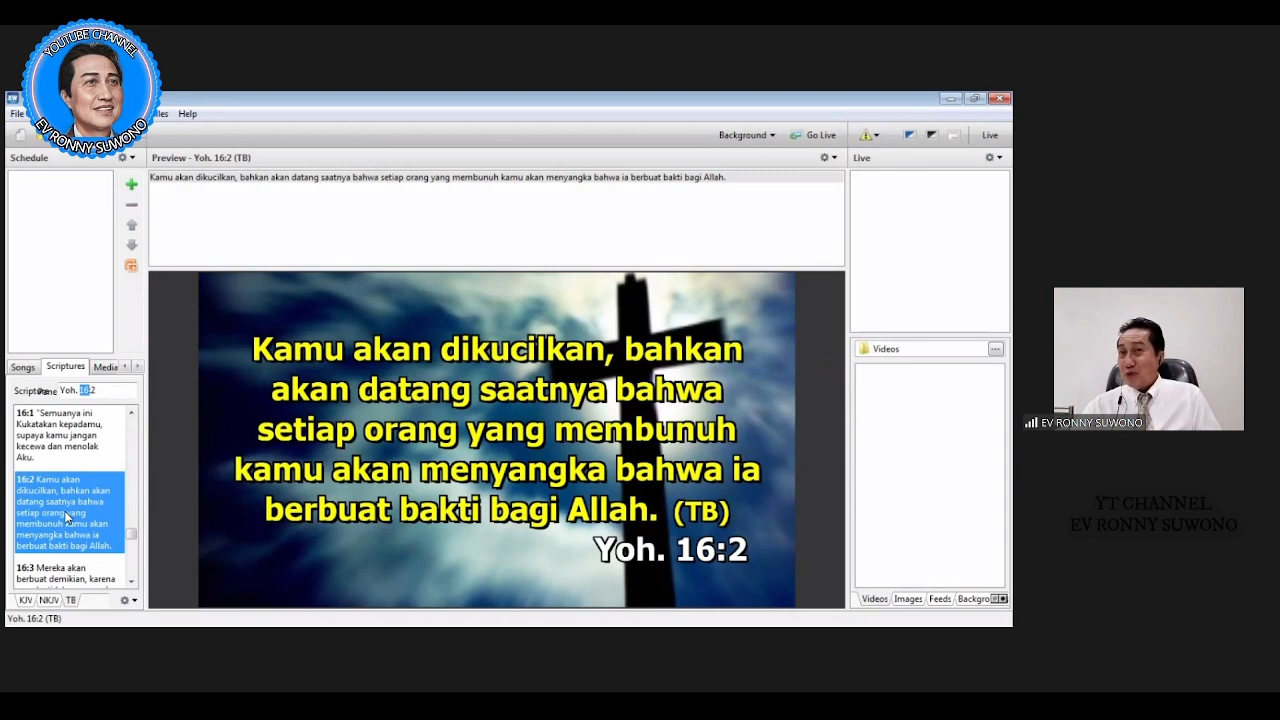 YOUTUBE CHANNEL
EV RONNY SUWONO
EW
File
Help
Background
Go Live
Live
Schedule
Preview - Yoh. 16:2 (TB)
Live
Kamu akan dikucilkan, bahkan akan datang saatnya bahwa setiap orang yang membunuh kamu akan menyangka bahwa ia berbuat bakti bagi Allah.
Kamu akan dikucilkan, bahkan
akan datang saatnya bahwa
setiap orang yang membunuh
kamu akan menyangka bahwa ia
berbuat bakti bagi Allah. (TB)
Yoh. 16:2
Songs
Scriptures
Media
Yoh. 16:2
16:1 "Semuanya ini
Kukatakan kepadamu,
supaya kamu jangan
kecewa dan menolak
Aku.
16:2 Kamu akan
dikucilkan, bahkan akan
datang saatnya bahwa
setiap orang yang
membunuh kamu akan
menyangka bahwa ia
berbuat bakti bagi Allah.
16:3 Mereka akan
berbuat demikian, karena
KJV NKJV TB
Yoh. 16:2 (TB)
Videos
Videos Images Feeds Backgro
EV RONNY SUWONO
YT CHANNEL
EV RONNY SUWONO